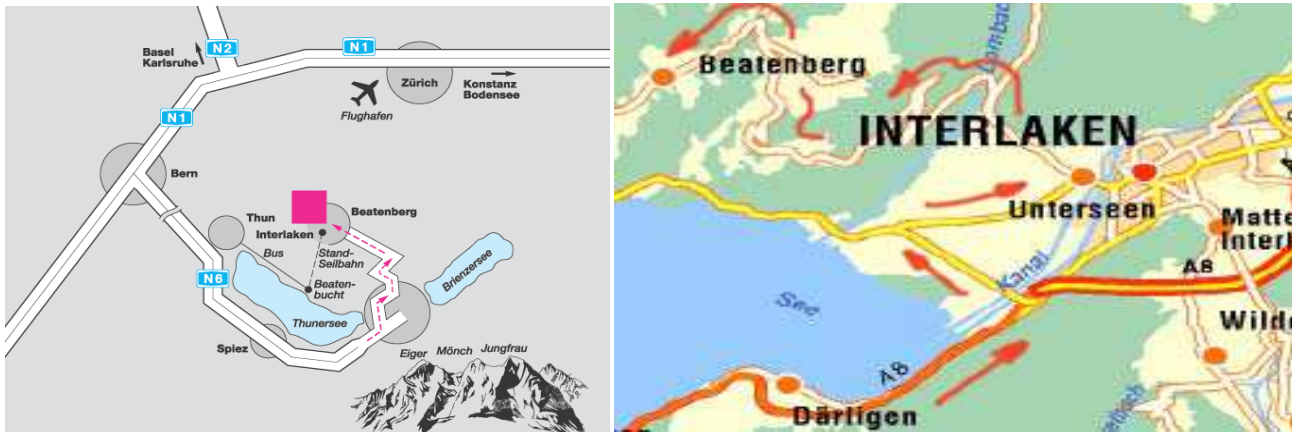 N2
N1
Basel
Karlsruhe
Zürich
Konstanz
Bodensee
Flughafen
N1
Bern
Thun
Beatenberg
Interlaken
Bus
Stand-
Seilbahn
Beaten-
bucht
Brienzersee
N6
Thunersee
Spiez
Eiger
Mönch
Jungfrau
Beatenberg
Lombach
INTERLAKEN
Unterseen
Matte
Interl
A8
Kanal
See
Wilde
A8
Därligen